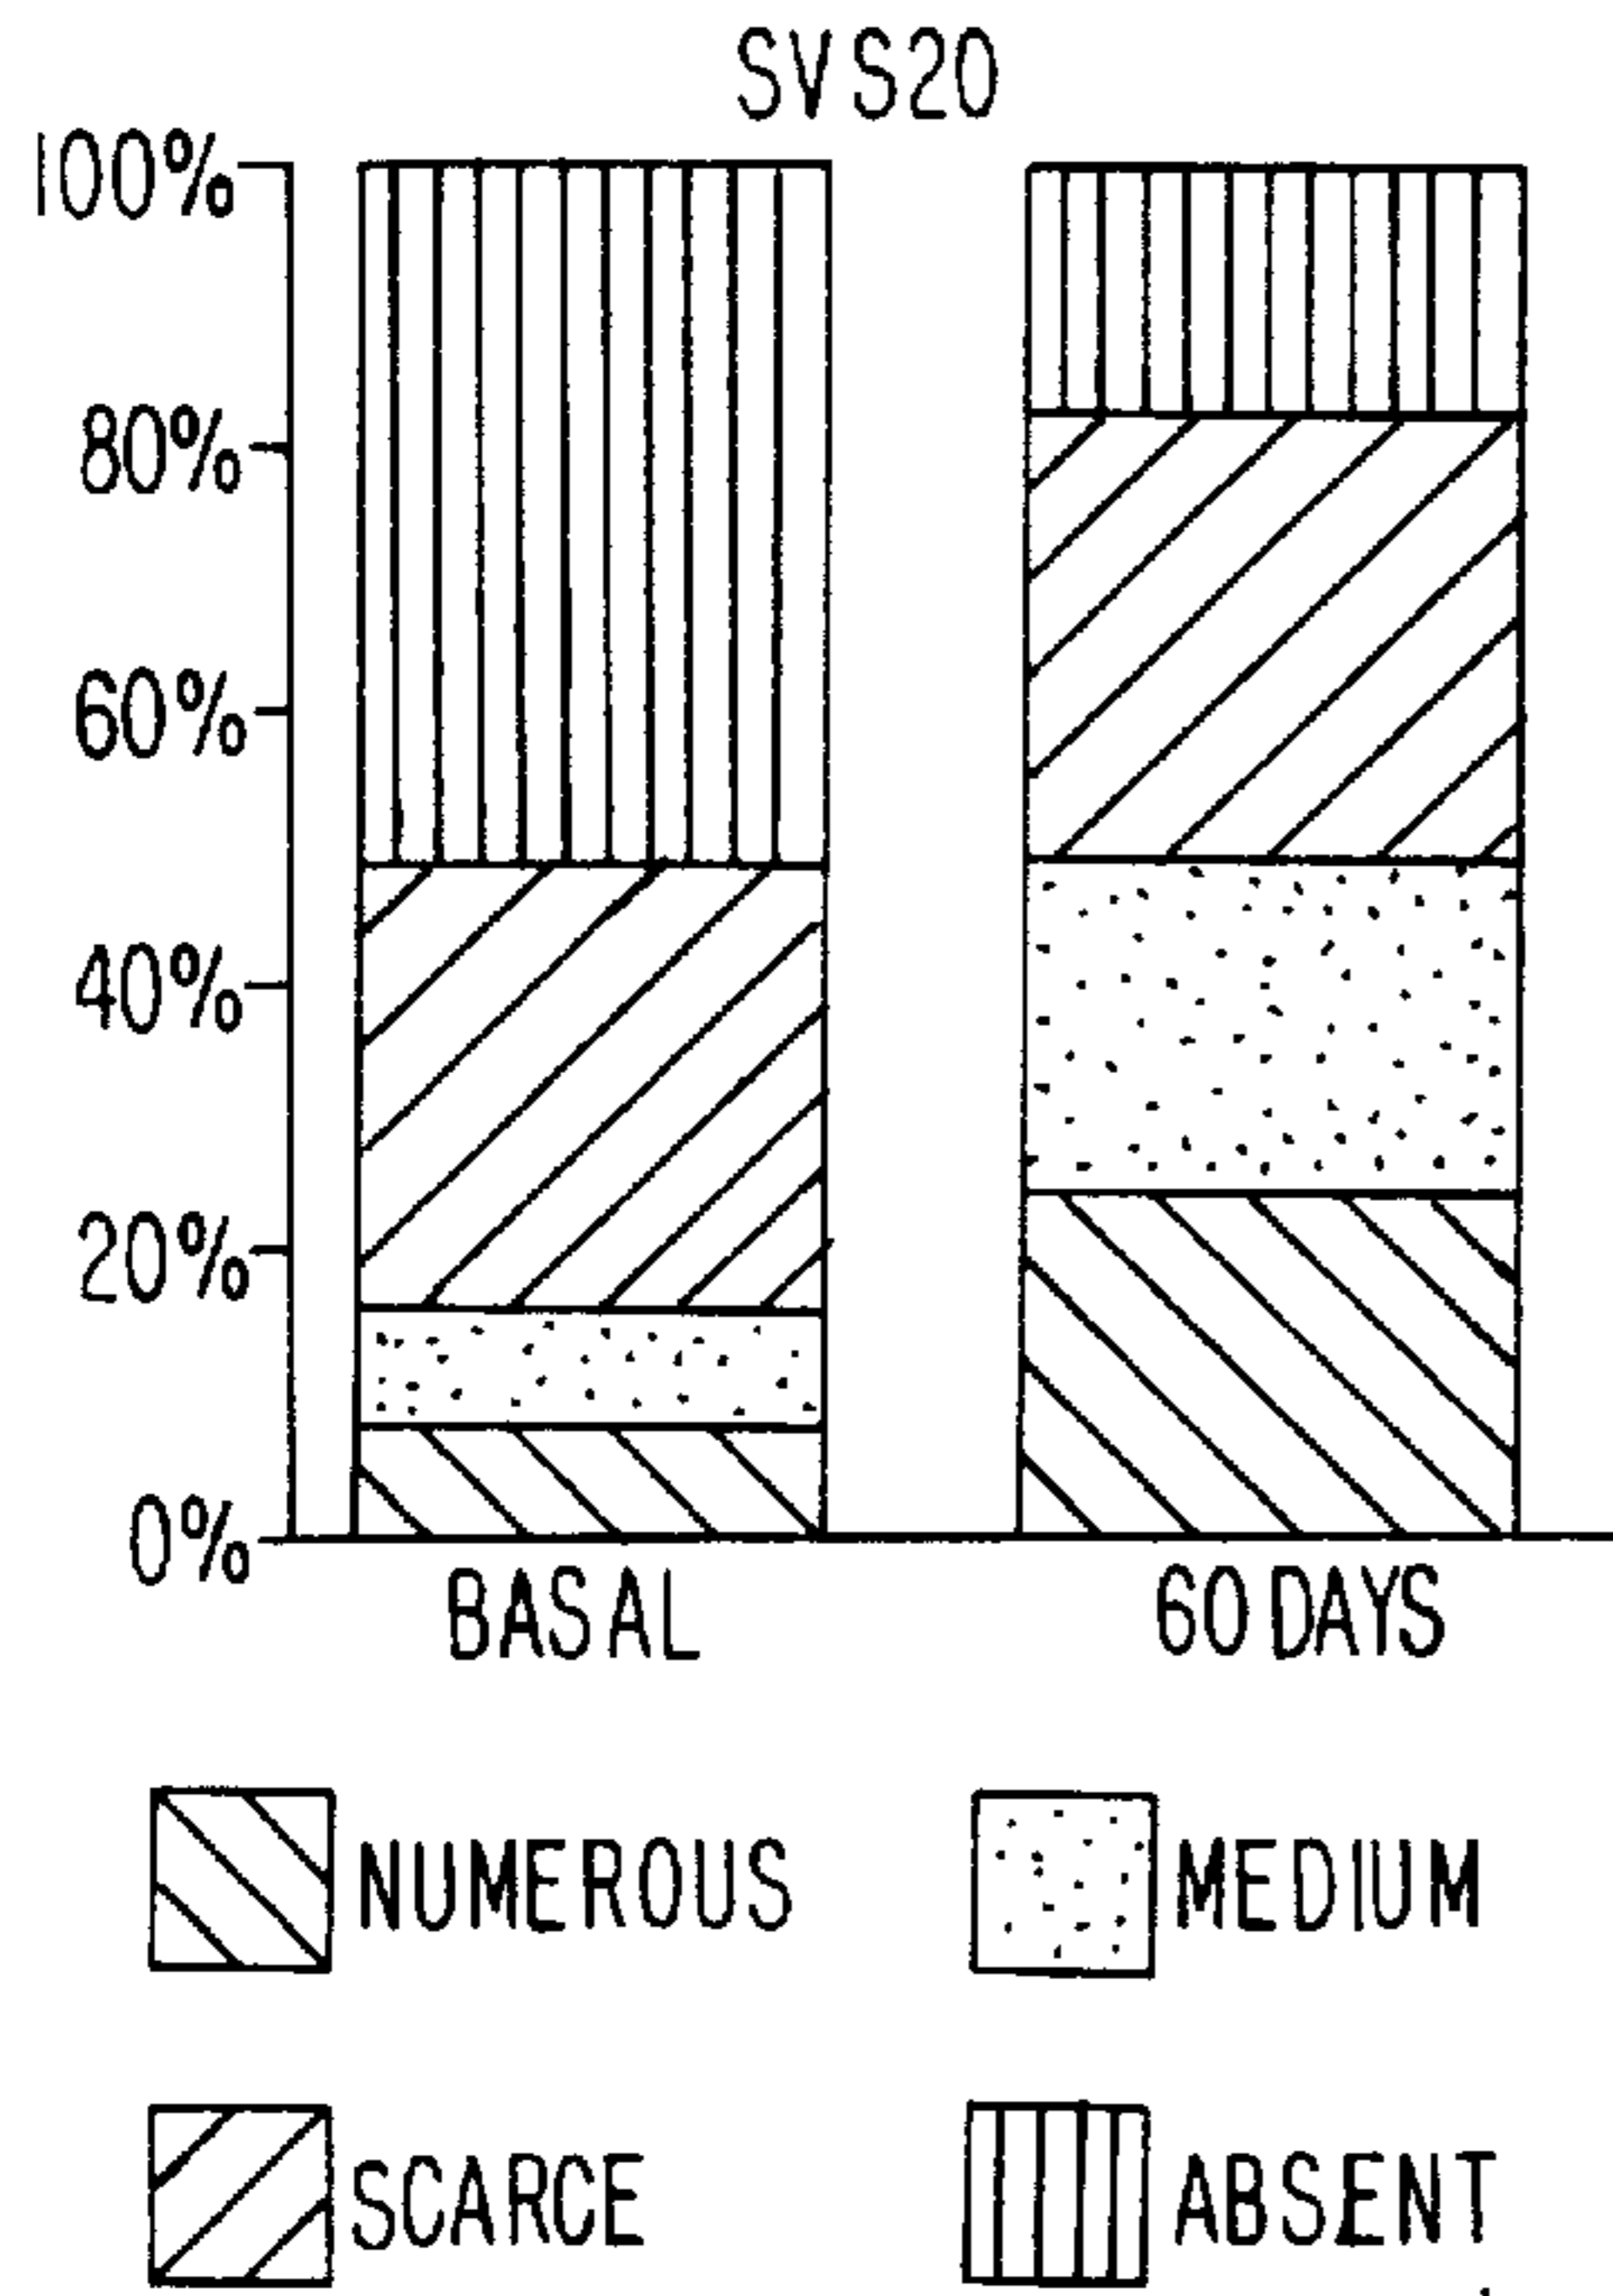 SVS20
100%
80%
60%
40%
20%
0%
BASAL 60 DAYS
NUMEROUS MEDIUM
SCARCE ABSENT